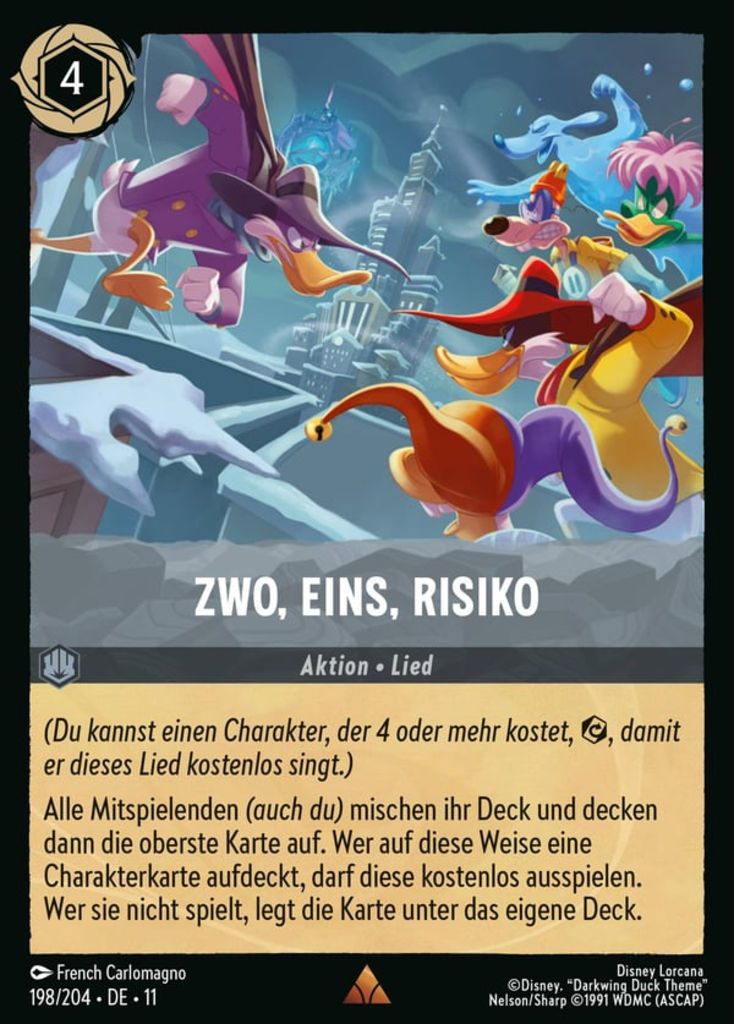 4
ZWO, EINS, RISIKO
Aktion • Lied
(Du kannst einen Charakter, der 4 oder mehr kostet, , damit
er dieses Lied kostenlos singt.)
Alle Mitspielenden (auch du) mischen ihr Deck und decken
dann die oberste Karte auf. Wer auf diese Weise eine
Charakterkarte aufdeckt, darf diese kostenlos ausspielen.
Wer sie nicht spielt, legt die Karte unter das eigene Deck.
French Carlomagno
198/204 • DE • 11
Disney Lorcana
©Disney. “Darkwing Duck Theme”
Nelson/Sharp ©1991 WDMC (ASCAP)